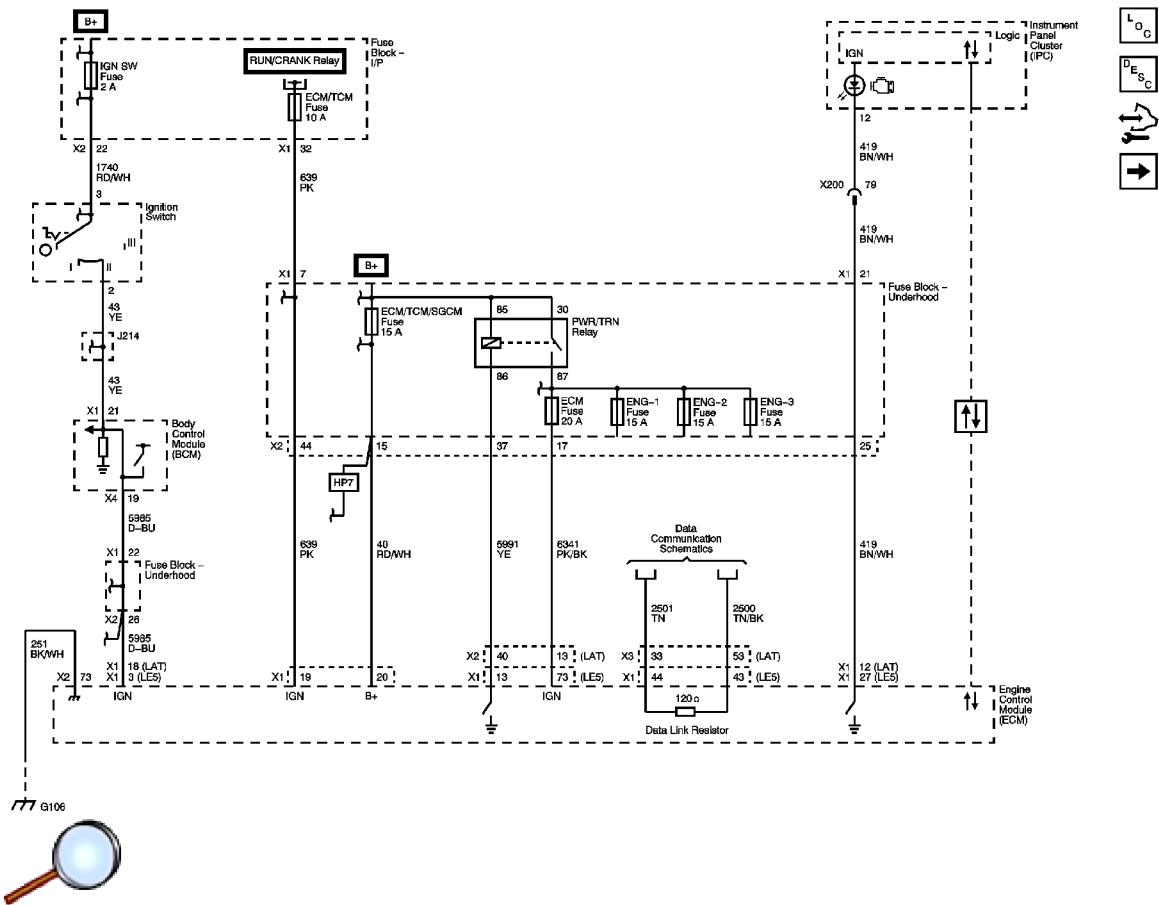 B+
Fuse
Block –
I/P
IGN SW
Fuse
2 A
RUN/CRANK Relay
ECM/TCM
Fuse
10 A
X2 22
X1 32
1740
RD/WH
639
PK
3
Ignition
Switch
I
II
III
2
43
YE
J214
43
YE
X1 21
Body
Control
Module
(BCM)
X4 19
5985
D–BU
X1 22
Fuse Block –
Underhood
X2 26
5985
D–BU
251
BK/WH
X1 18 (LAT)
X2 73
X1 3 (LE5)
IGN
G106
Logic
Instrument
Panel
Cluster
(IPC)
IGN
12
419
BN/WH
X200 79
419
BN/WH
X1 7
B+
X1 21
Fuse Block –
Underhood
ECM/TCM/SGCM
Fuse
15 A
85
30
PWR/TRN
Relay
86
87
ECM
Fuse
20 A
ENG–1
Fuse
15 A
ENG–2
Fuse
15 A
ENG–3
Fuse
15 A
X2 44
15
37
17
25
HP7
639
PK
40
RD/WH
5991
YE
6341
PK/BK
Data
Communication
Schematics
419
BN/WH
2501
TN
2500
TN/BK
X2 40
13 (LAT)
X3 33
53 (LAT)
X1 12 (LAT)
X1 19
20
X1 13
73 (LE5)
X1 44
43 (LE5)
X1 27 (LE5)
IGN
B+
IGN
120 Ω
Data Link Resistor
Engine
Control
Module
(ECM)
L O C
D E S C